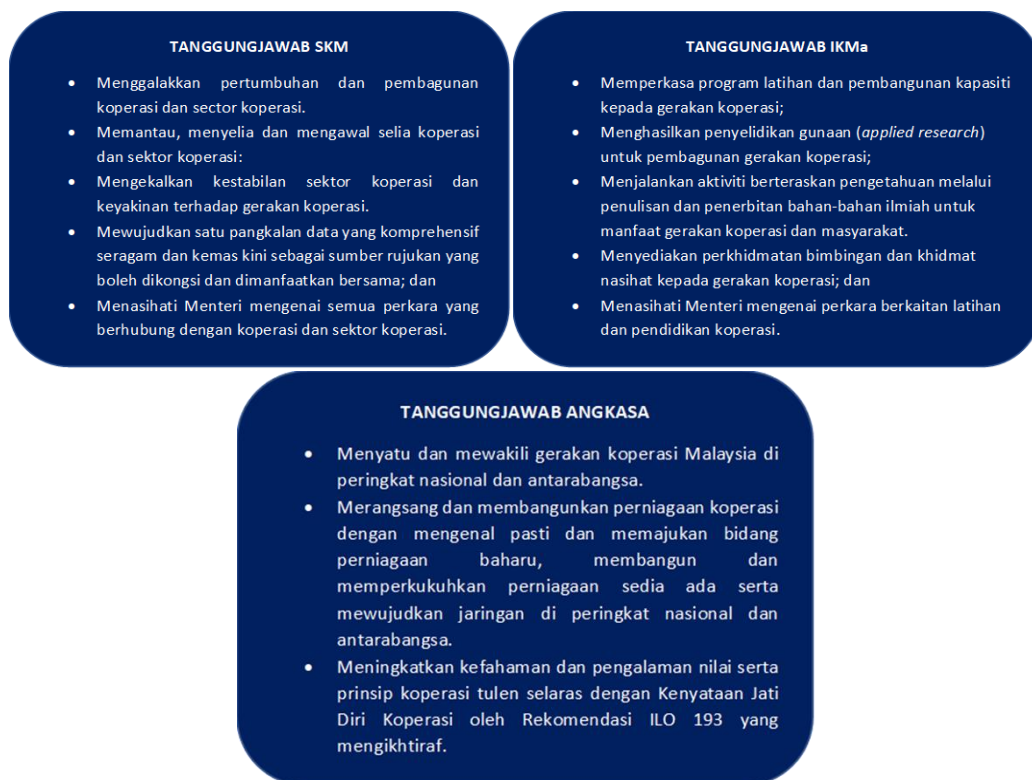 TANGGUNGJAWAB SKM
• Menggalakkan pertumbuhan dan pembagunan
koperasi dan sector koperasi.
• Memantau, menyelia dan mengawal selia koperasi
dan sektor koperasi:
• Mengekalkan kestabilan sektor koperasi dan
keyakinan terhadap gerakan koperasi.
• Mewujudkan satu pangkalan data yang komprehensif
seragam dan kemas kini sebagai sumber rujukan yang
boleh dikongsi dan dimanfaatkan bersama; dan
• Menasihati Menteri mengenai semua perkara yang
berhubung dengan koperasi dan sektor koperasi.
TANGGUNGJAWAB IKMa
• Memperkasa program latihan dan pembangunan kapasiti
kepada gerakan koperasi;
• Menghasilkan penyelidikan gunaan (applied research)
untuk pembagunan gerakan koperasi;
• Menjalankan aktiviti berteraskan pengetahuan melalui
penulisan dan penerbitan bahan-bahan ilmiah untuk
manfaat gerakan koperasi dan masyarakat.
• Menyediakan perkhidmatan bimbingan dan khidmat
nasihat kepada gerakan koperasi; dan
• Menasihati Menteri mengenai perkara berkaitan latihan
dan pendidikan koperasi.
TANGGUNGJAWAB ANGKASA
• Menyatu dan mewakili gerakan koperasi Malaysia di
peringkat nasional dan antarabangsa.
• Merangsang dan membangunkan perniagaan koperasi
dengan mengenal pasti dan memajukan bidang
perniagaan baharu, membangun dan
memperkukuhkan perniagaan sedia ada serta
mewujudkan jaringan di peringkat nasional dan
antarabangsa.
• Meningkatkan kefahaman dan pengalaman nilai serta
prinsip koperasi tulen selaras dengan Kenyataan Jati
Diri Koperasi oleh Rekomendasi ILO 193 yang
mengikhtiraf.